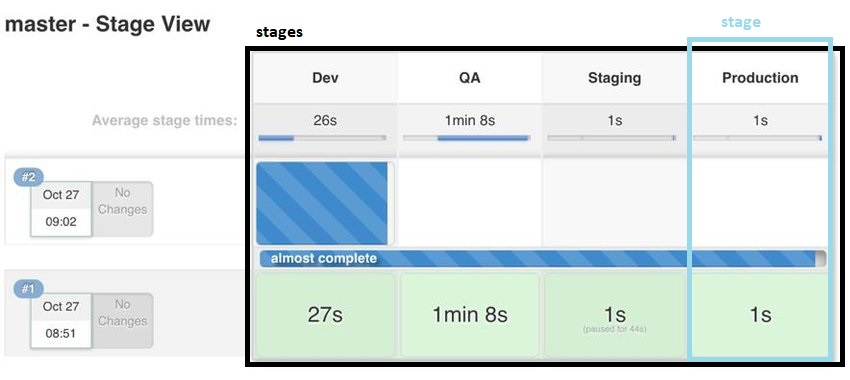 master - Stage View
stages
stage
Dev QA Staging Production
Average stage times: 26s 1min 8s 1s 1s
#2
Oct 27
09:02
No
Changes
almost complete
#1
Oct 27
08:51
No
Changes
27s 1min 8s 1s 1s
(paused for 44s)